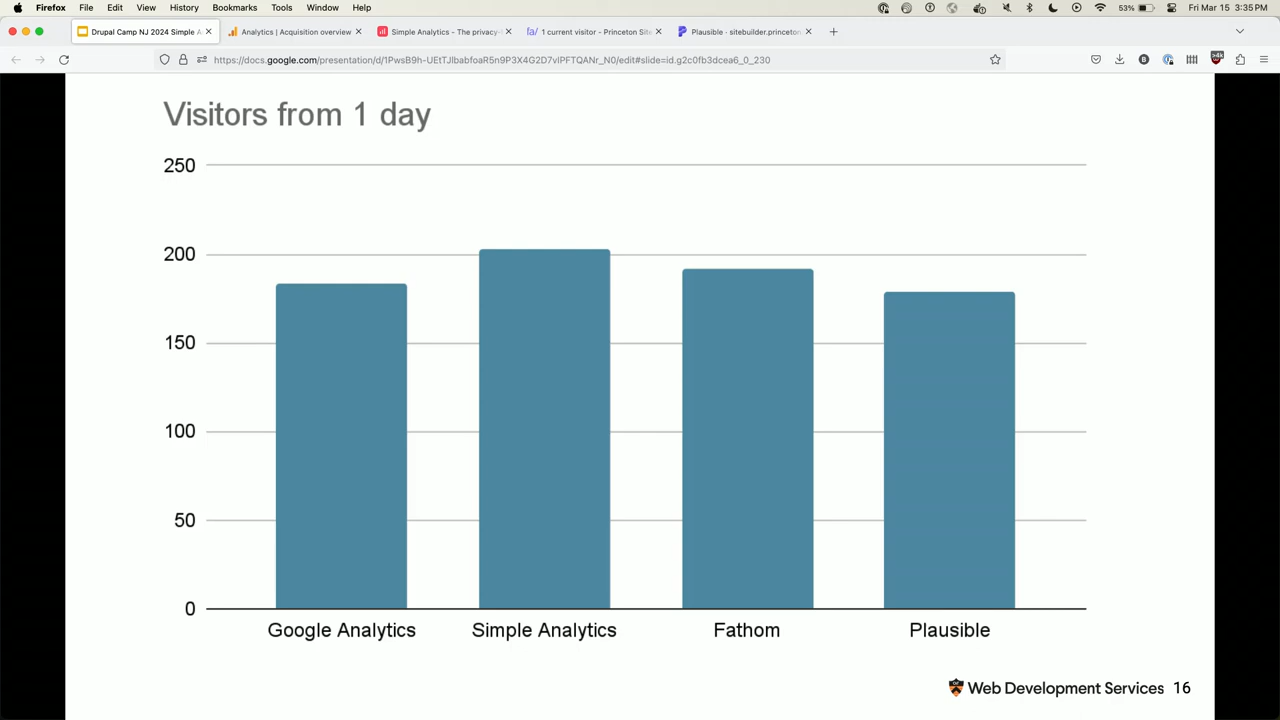 Firefox File Edit View History Bookmarks Tools Window Help 53% Fri Mar 15 3:35PM
Drupal Camp NJ 2024 Simple A Analytics | Acquisition overview Simple Analytics - The privacy- 1 current visitor - Princeton Site Plausible · sitebuilder.princeton.
https://docs.google.com/presentation/d/1PwsB9h-UEtTJlbabfoaR5n9P3X4G2D7vIPFTQANr_N0/edit#slide=id.g2c0fb3dcea6_0_230
Visitors from 1 day
250
200
150
100
50
0
Google Analytics Simple Analytics Fathom Plausible
Web Development Services 16